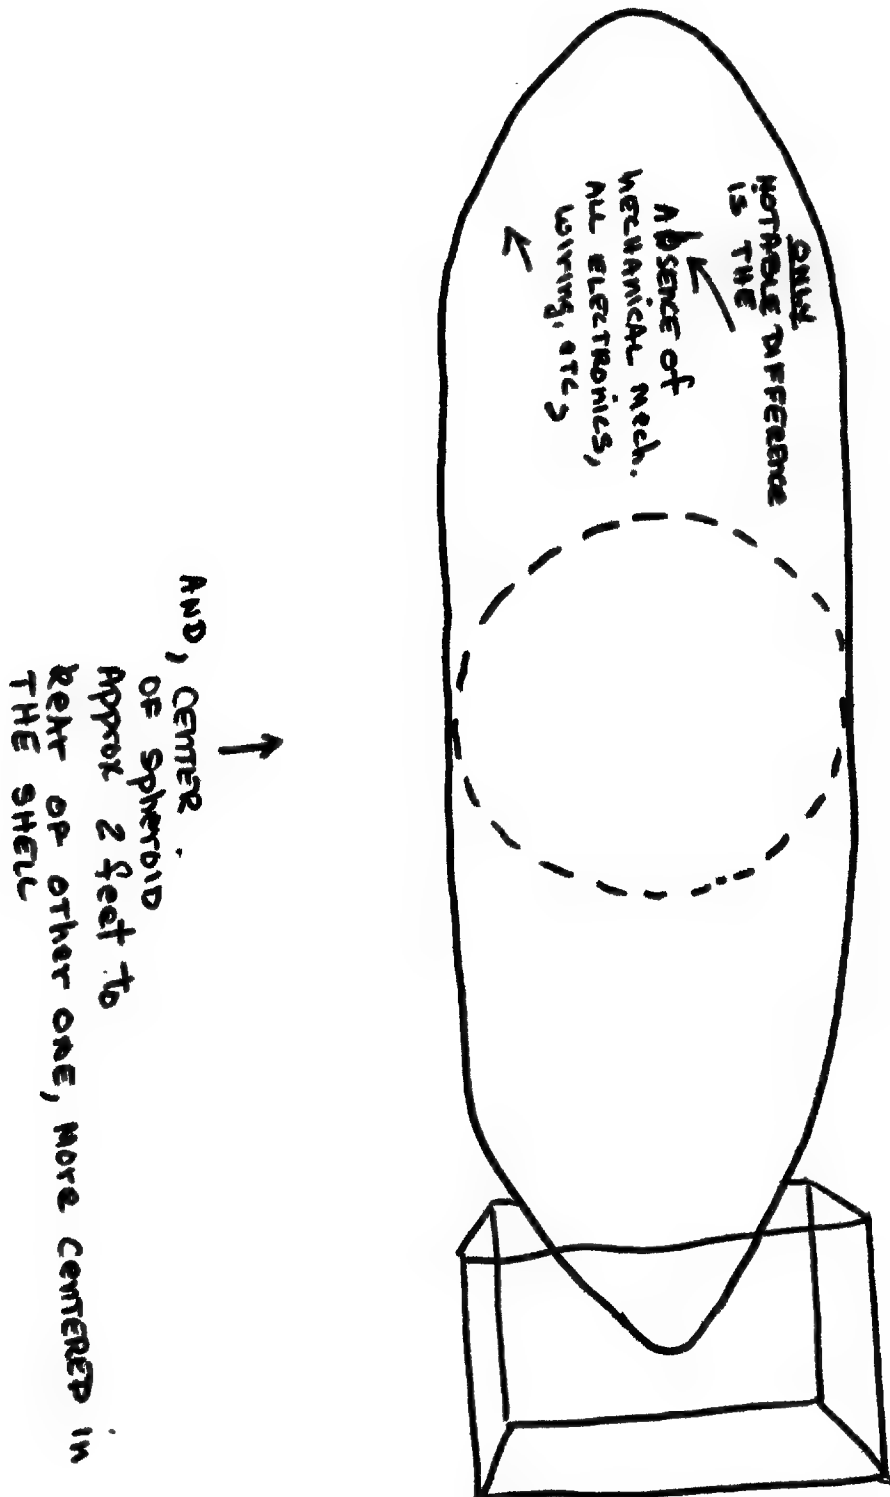 ONLY
NOTABLE DIFFERENCE
IS THE
ABSENCE of
MECHANICAL Mech.
ALL ELECTRONICS,
wiring, etc,
AND, CENTER
OF SPHEROID
Approx 2 feet to
Rear of other one, more centered in
THE SHELL